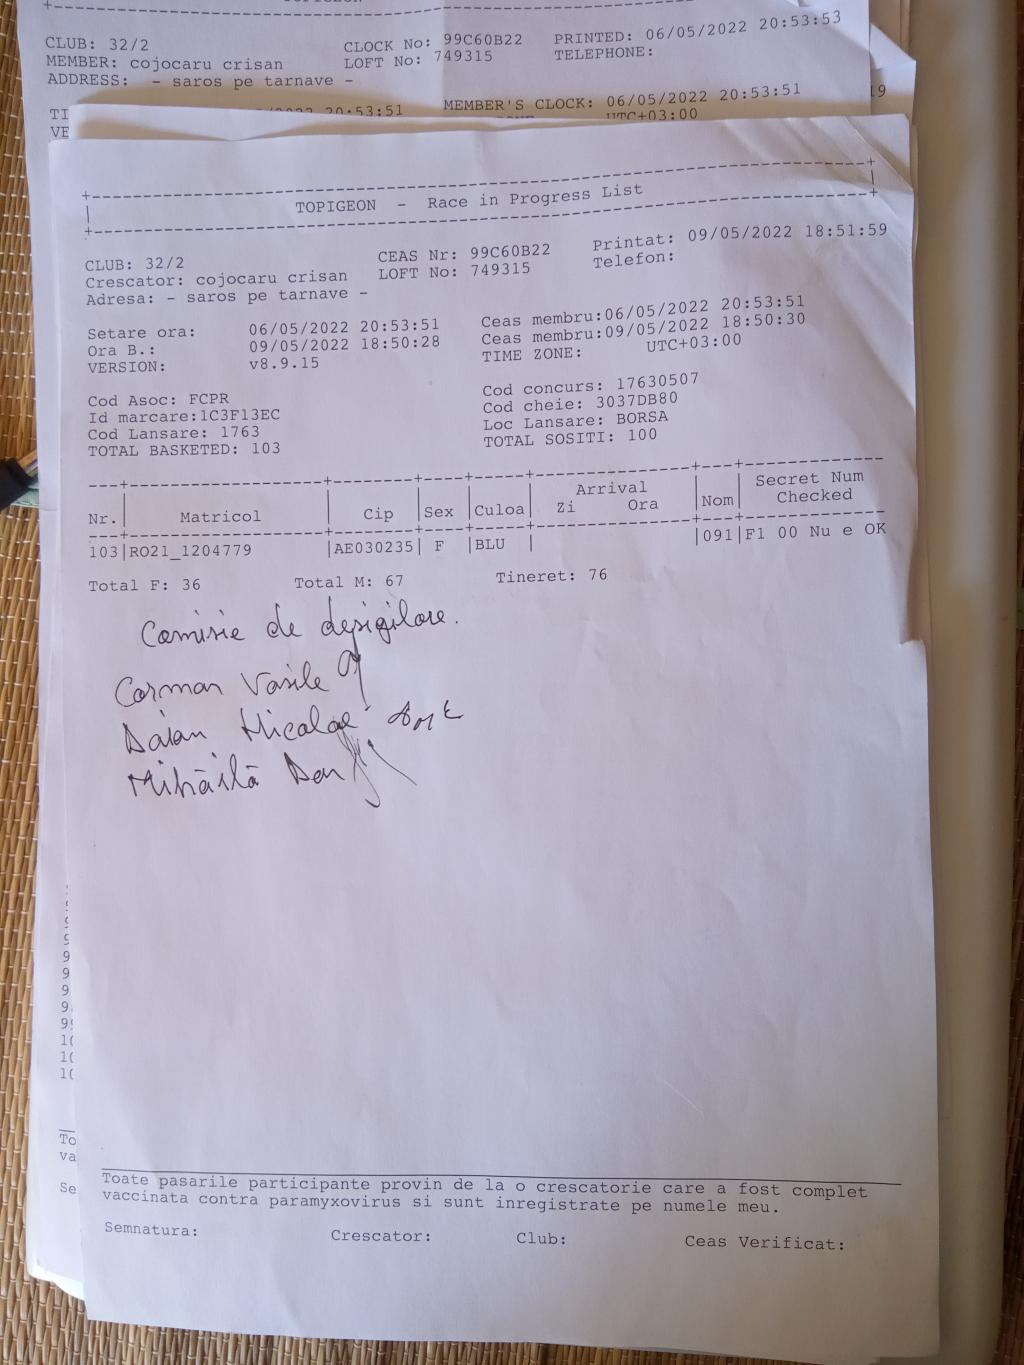 CLUB: 32/2 CLOCK No: 99C60B22 PRINTED: 06/05/2022 20:53:53
MEMBER: cojocaru crisan LOFT No: 749315 TELEPHONE:
ADDRESS: - saros pe tarnave -
20:53:51 MEMBER'S CLOCK: 06/05/2022 20:53:51
UTC+03:00
TOPIGEON - Race in Progress List
CLUB: 32/2 CEAS Nr: 99C60B22 Printat: 09/05/2022 18:51:59
Crescator: cojocaru crisan LOFT No: 749315 Telefon:
Adresa: - saros pe tarnave -
Setare ora: 06/05/2022 20:53:51 Ceas membru:06/05/2022 20:53:51
Ora B.: 09/05/2022 18:50:28 Ceas membru:09/05/2022 18:50:30
VERSION: v8.9.15 TIME ZONE: UTC+03:00
Cod Asoc: FCPR Cod concurs: 17630507
Id marcare:1C3F13EC Cod cheie: 3037DB80
Cod Lansare: 1763 Loc Lansare: BORSA
TOTAL BASKETED: 103 TOTAL SOSITI: 100
Arrival Secret Num
Nr. Matricol Cip Sex Culoa Zi Ora Nom Checked
103|RO21_1204779 |AE030235| F |BLU | |091|F1 00 Nu e OK
Total F: 36 Total M: 67 Tineret: 76
Comisie de desigilare.
Corman Vasile
Daian Nicolae
Mihăilă Dan
Toate pasarile participante provin de la o crescatorie care a fost complet
vaccinata contra paramyxovirus si sunt inregistrate pe numele meu.
Semnatura: Crescator: Club: Ceas Verificat: